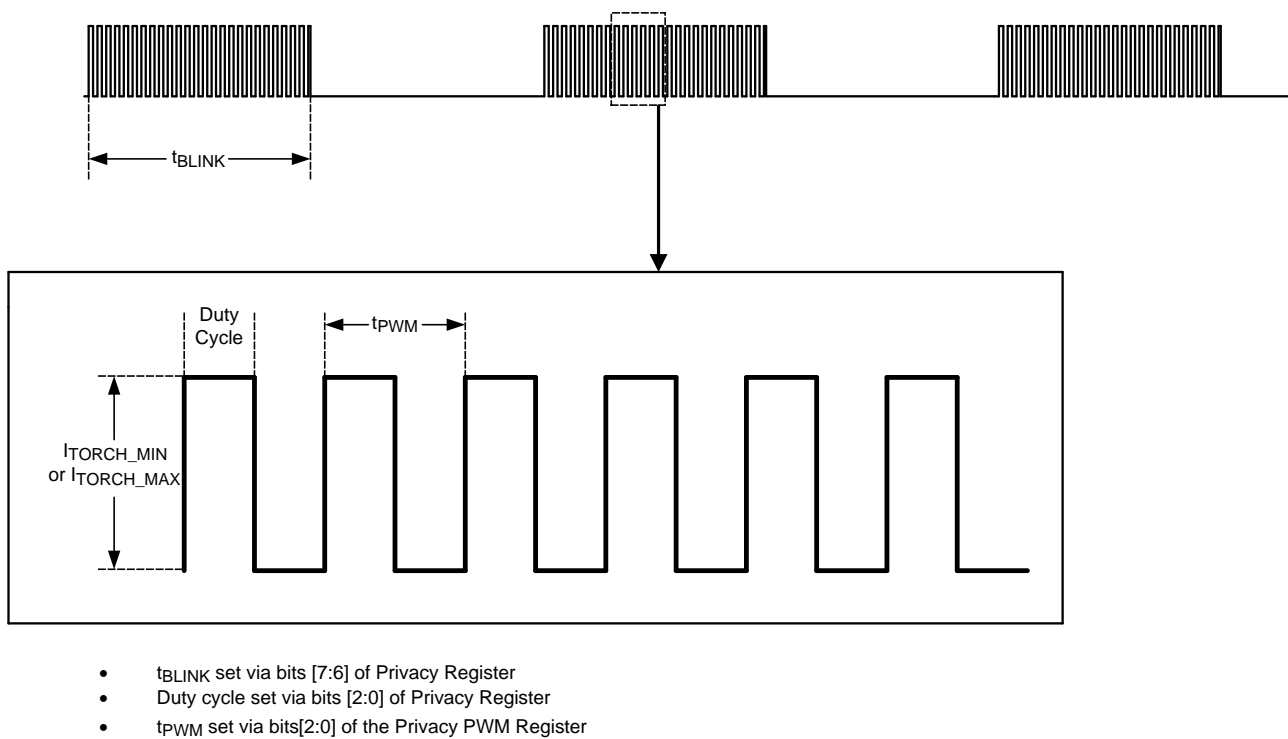 tBLINK
Duty
Cycle
tPWM
ITORCH_MIN
or ITORCH_MAX
• tBLINK set via bits [7:6] of Privacy Register
• Duty cycle set via bits [2:0] of Privacy Register
• tPWM set via bits[2:0] of the Privacy PWM Register